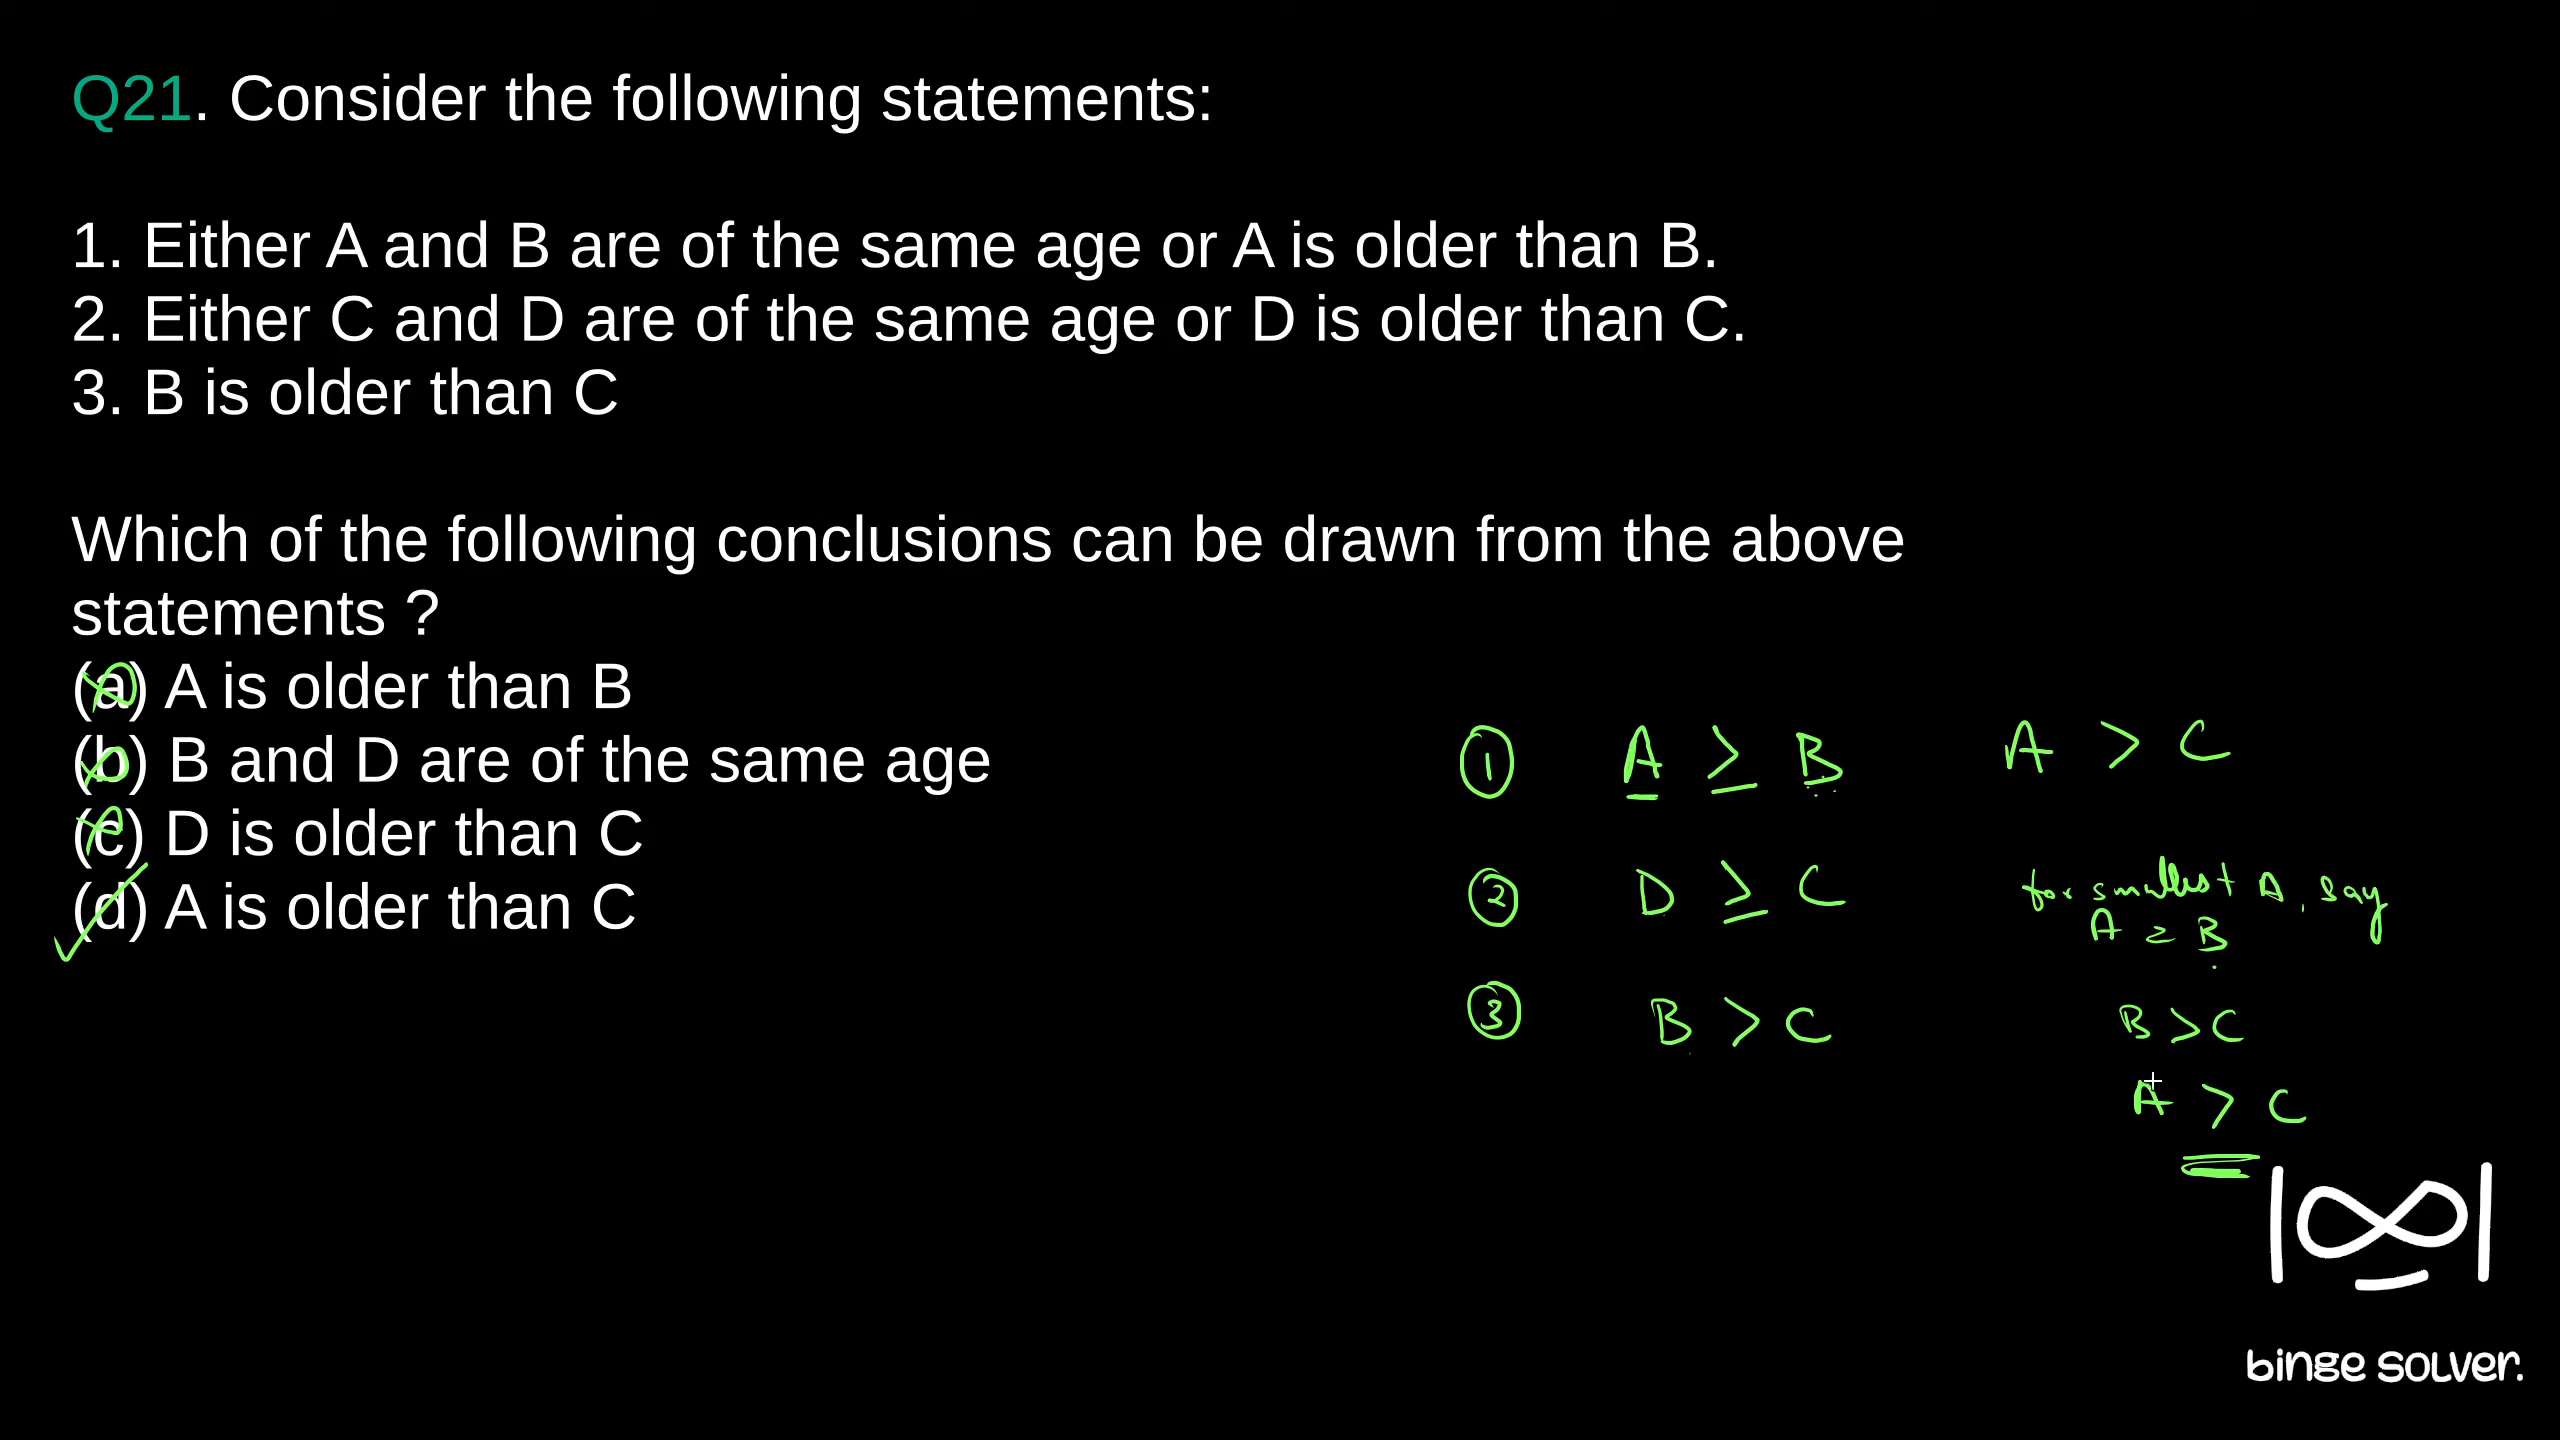 Q21. Consider the following statements:
1. Either A and B are of the same age or A is older than B.
2. Either C and D are of the same age or D is older than C.
3. B is older than C
Which of the following conclusions can be drawn from the above
statements ?
(a) A is older than B
(b) B and D are of the same age
(c) D is older than C
(d) A is older than C
① A ≥ B
② D ≥ C
③ B > C
A > C
for smallest A, say
A = B
B > C
A > C
binge solver.